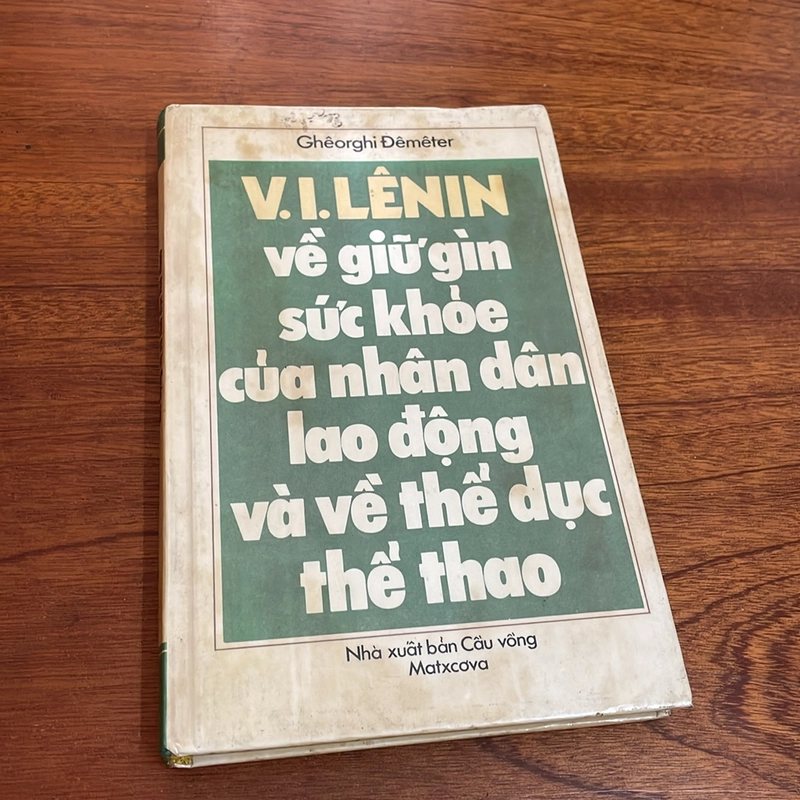 Ghêorghi Đêmêter
V.I.LÊNIN
về giữ gìn
sức khỏe
của nhân dân
lao động
và về thể dục
thể thao
Nhà xuất bản Cầu vồng
Matxcơva